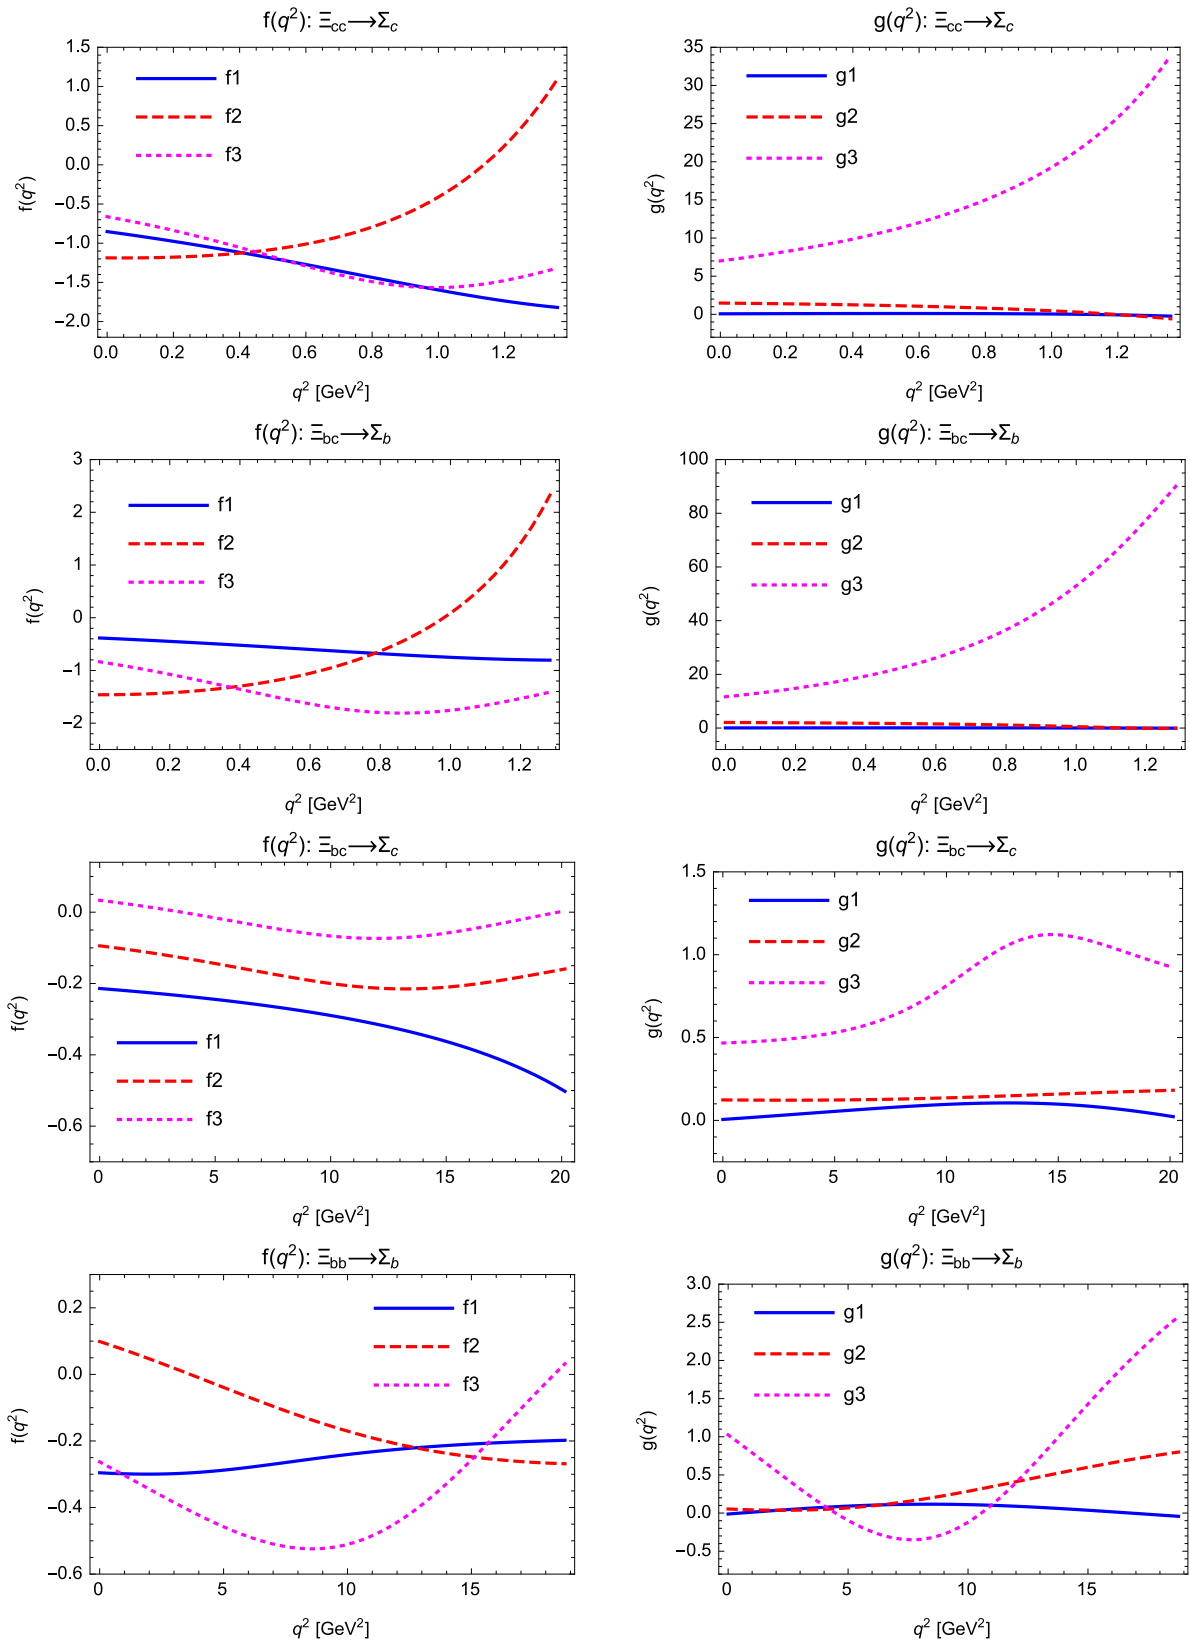 f(q²): Ξcc⟶Σc
1.5
1.0
0.5
0.0
−0.5
−1.0
−1.5
−2.0
f(q²)
f1
f2
f3
0.0 0.2 0.4 0.6 0.8 1.0 1.2
q² [GeV²]
g(q²): Ξcc⟶Σc
35
30
25
20
15
10
5
0
g(q²)
g1
g2
g3
0.0 0.2 0.4 0.6 0.8 1.0 1.2
q² [GeV²]
f(q²): Ξbc⟶Σb
3
2
1
0
−1
−2
f(q²)
f1
f2
f3
0.0 0.2 0.4 0.6 0.8 1.0 1.2
q² [GeV²]
g(q²): Ξbc⟶Σb
100
80
60
40
20
0
g(q²)
g1
g2
g3
0.0 0.2 0.4 0.6 0.8 1.0 1.2
q² [GeV²]
f(q²): Ξbc⟶Σc
0.0
−0.2
−0.4
−0.6
f(q²)
f1
f2
f3
0 5 10 15 20
q² [GeV²]
g(q²): Ξbc⟶Σc
1.5
1.0
0.5
0.0
g(q²)
g1
g2
g3
0 5 10 15 20
q² [GeV²]
f(q²): Ξbb⟶Σb
0.2
0.0
−0.2
−0.4
−0.6
f(q²)
f1
f2
f3
0 5 10 15
q² [GeV²]
g(q²): Ξbb⟶Σb
3.0
2.5
2.0
1.5
1.0
0.5
0.0
−0.5
g(q²)
g1
g2
g3
0 5 10 15
q² [GeV²]